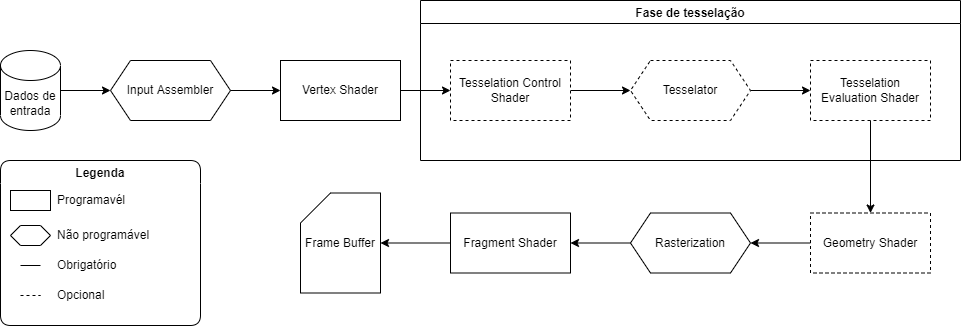 Fase de tesselação
Dados de
entrada
Input Assembler
Vertex Shader
Tesselation Control
Shader
Tesselator
Tesselation
Evaluation Shader
Legenda
Programavél
Não programável
Obrigatório
Opcional
Frame Buffer
Fragment Shader
Rasterization
Geometry Shader